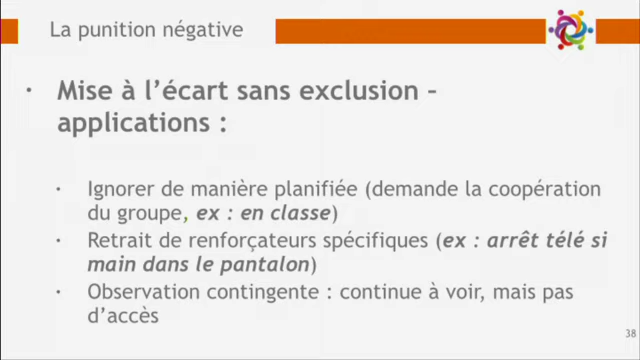 La punition négative
· Mise à l'écart sans exclusion –
applications :
· Ignorer de manière planifiée (demande la coopération
du groupe, ex : en classe)
· Retrait de renforçateurs spécifiques (ex : arrêt télé si
main dans le pantalon)
· Observation contingente : continue à voir, mais pas
d'accès
38